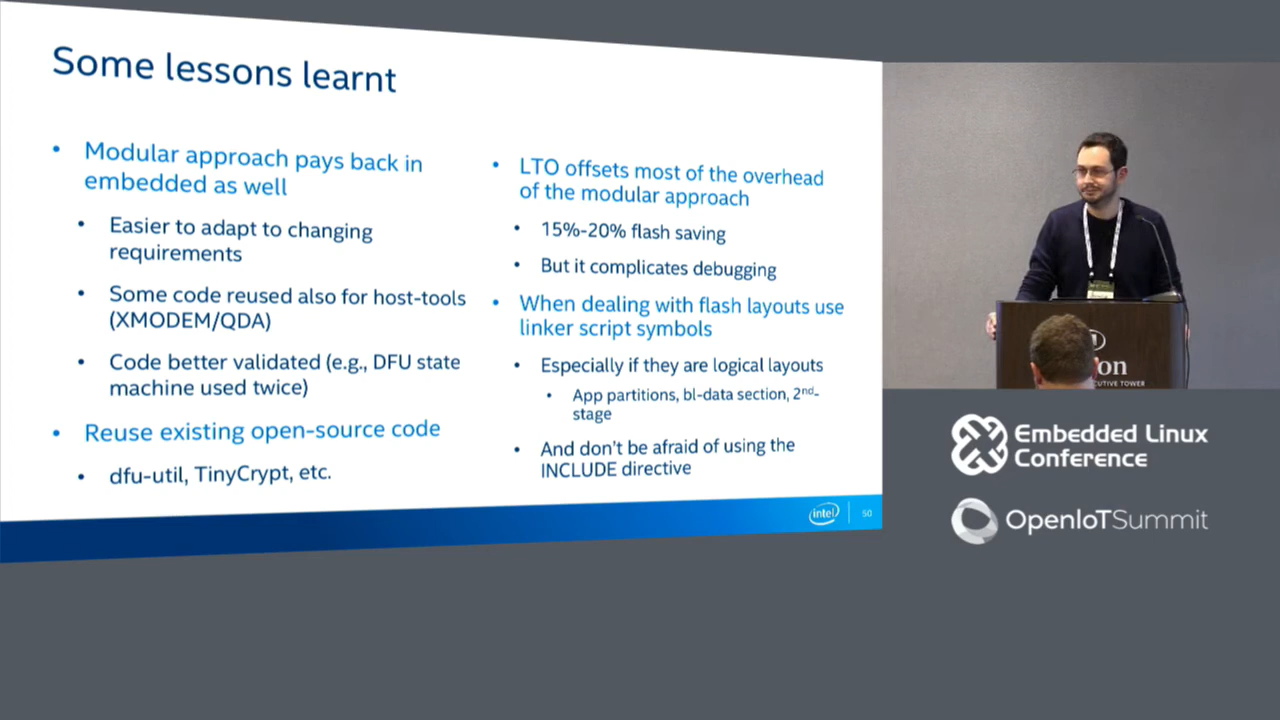 Some lessons learnt
• Modular approach pays back in
embedded as well
• Easier to adapt to changing
requirements
• Some code reused also for host-tools
(XMODEM/QDA)
• Code better validated (e.g., DFU state
machine used twice)
• Reuse existing open-source code
• dfu-util, TinyCrypt, etc.
• LTO offsets most of the overhead
of the modular approach
• 15%-20% flash saving
• But it complicates debugging
• When dealing with flash layouts use
linker script symbols
• Especially if they are logical layouts
• App partitions, bl-data section, 2nd-
stage
• And don't be afraid of using the
INCLUDE directive
intel
50
on
CUTIVE TOWER
Embedded Linux
Conference
OpenIoTSummit